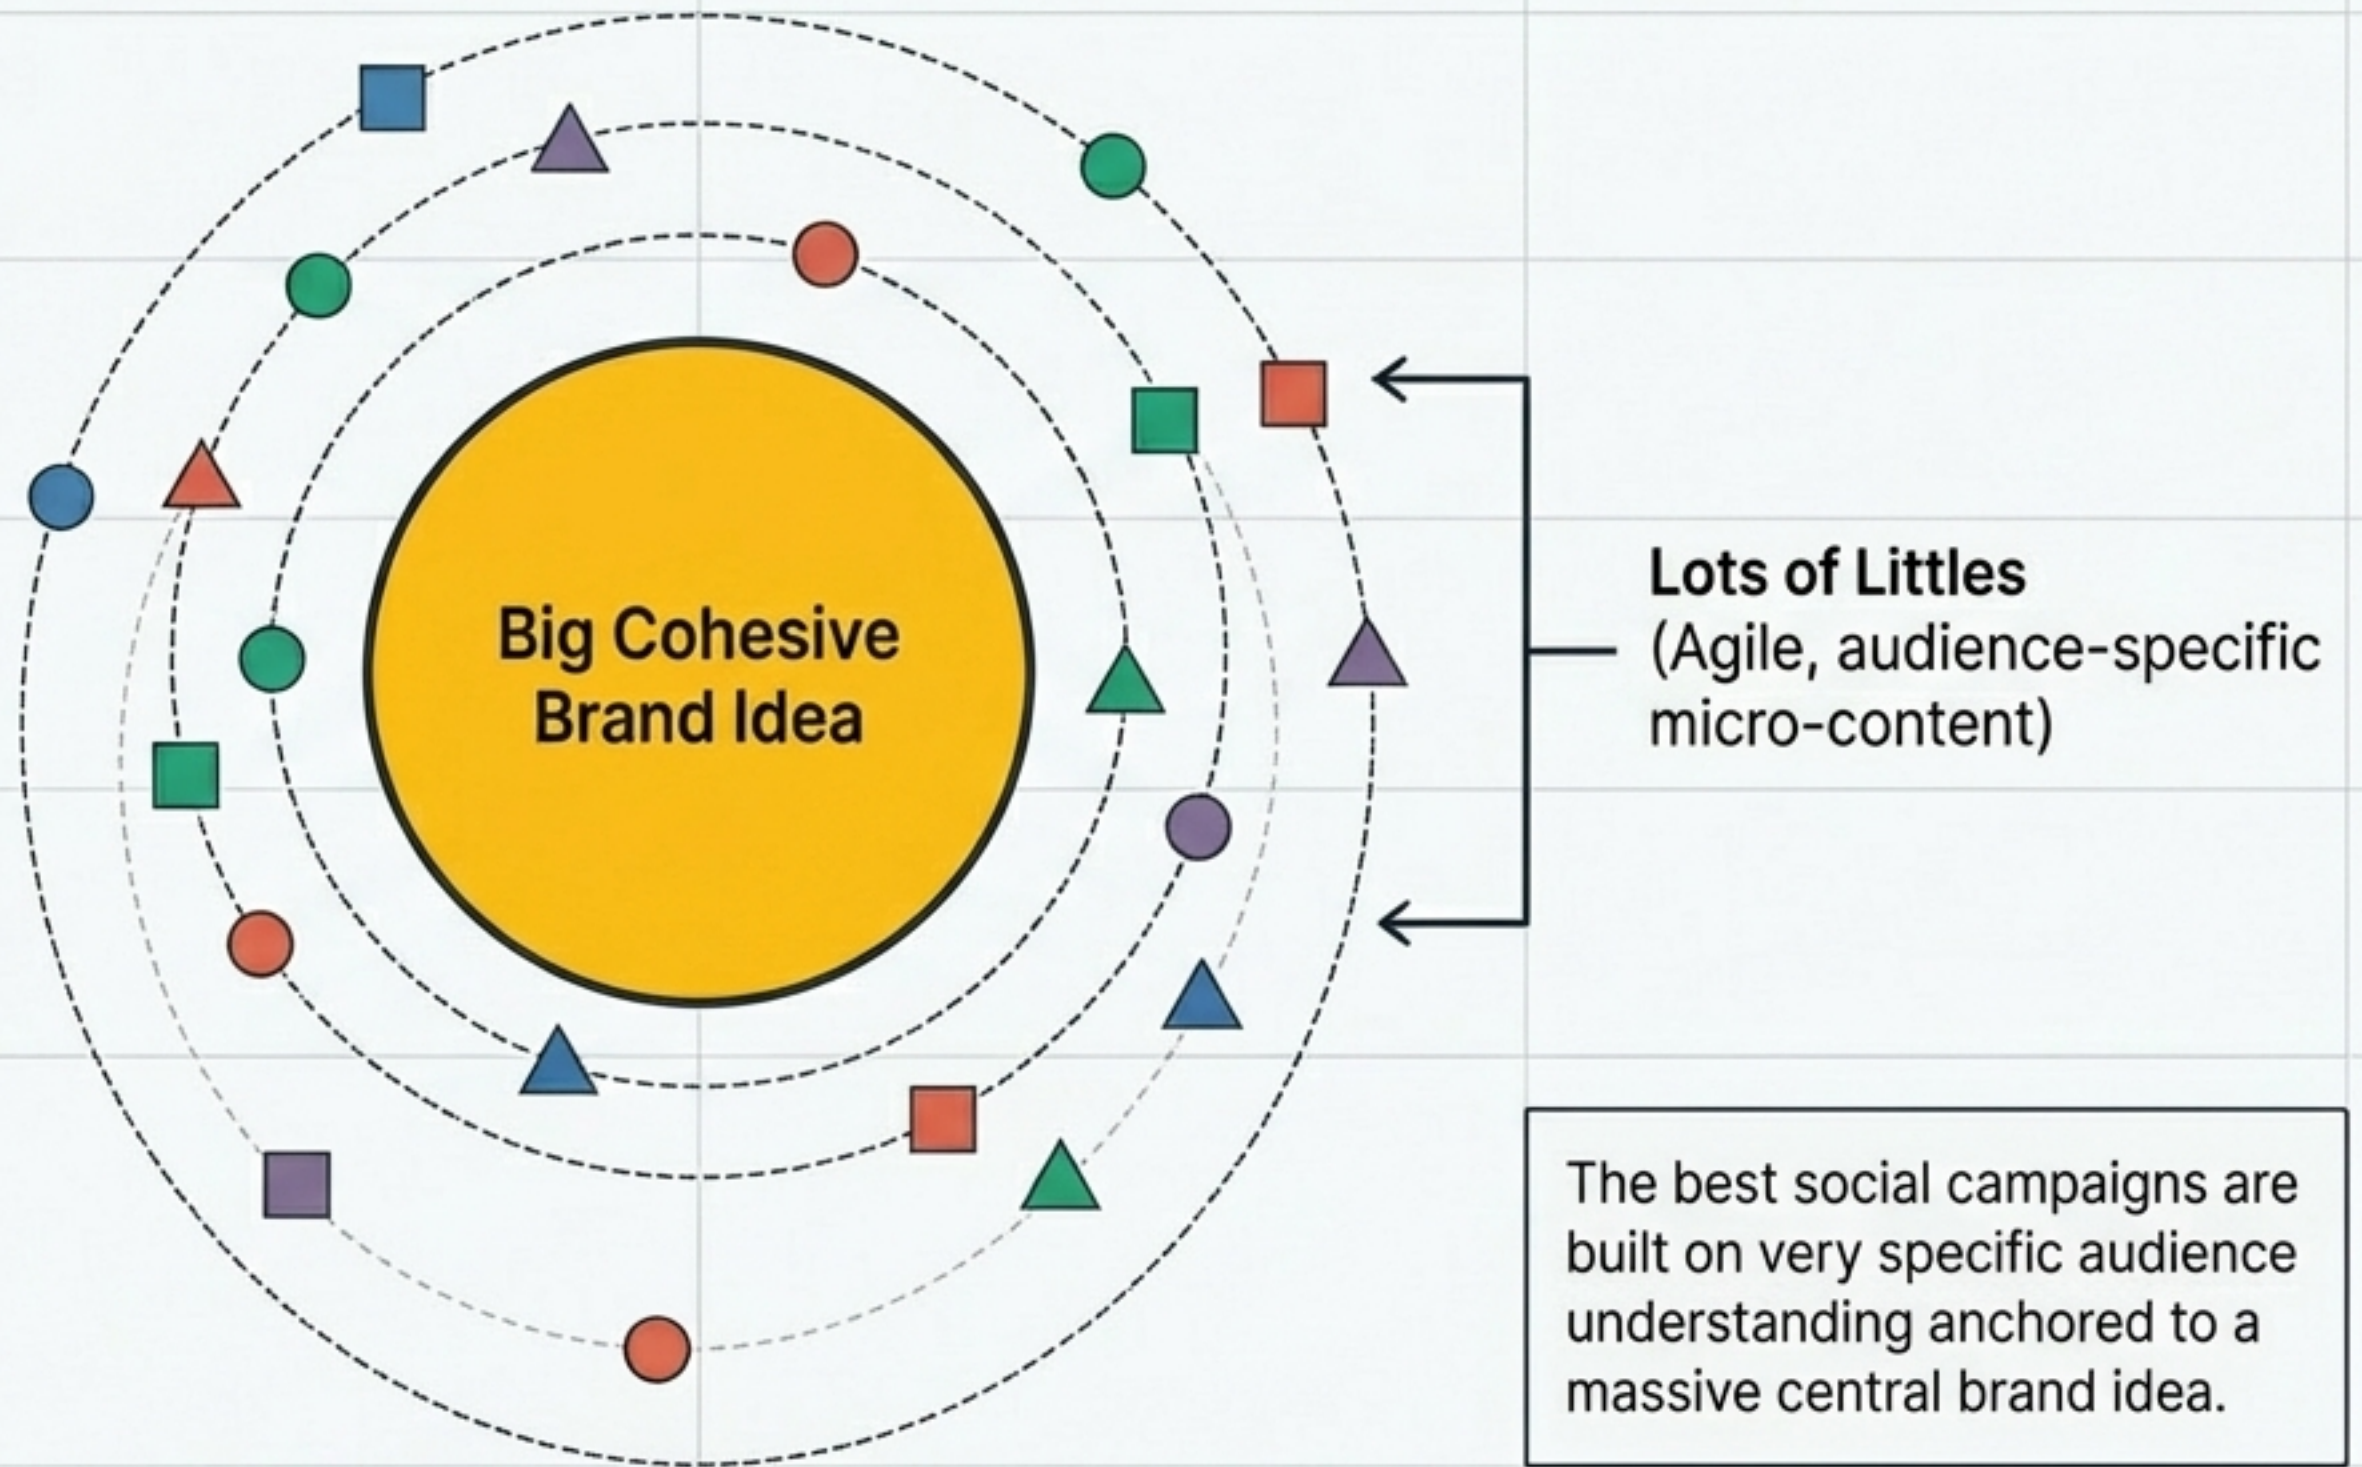 Big Cohesive
Brand Idea
Lots of Littles
(Agile, audience-specific
micro-content)
The best social campaigns are
built on very specific audience
understanding anchored to a
massive central brand idea.